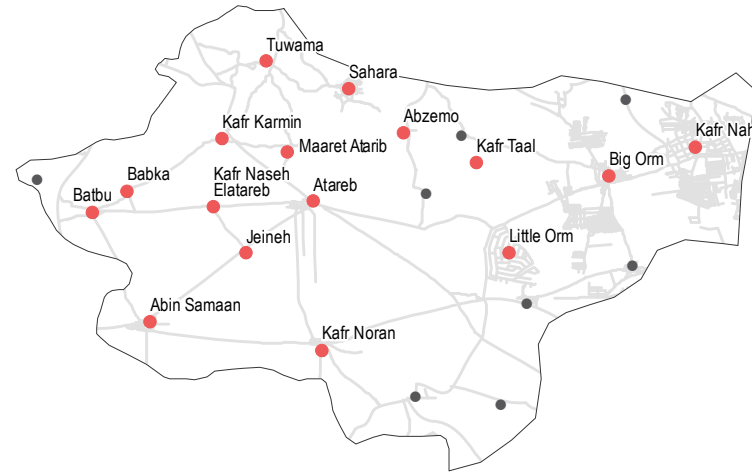 Tuwama
Sahara
Abzemo
Kafr Karmin
Maaret Atarib
Kafr Taal
Kafr Nah
Big Orm
Babka
Kafr Naseh
Elatareb
Atareb
Batbu
Jeineh
Little Orm
Abin Samaan
Kafr Noran